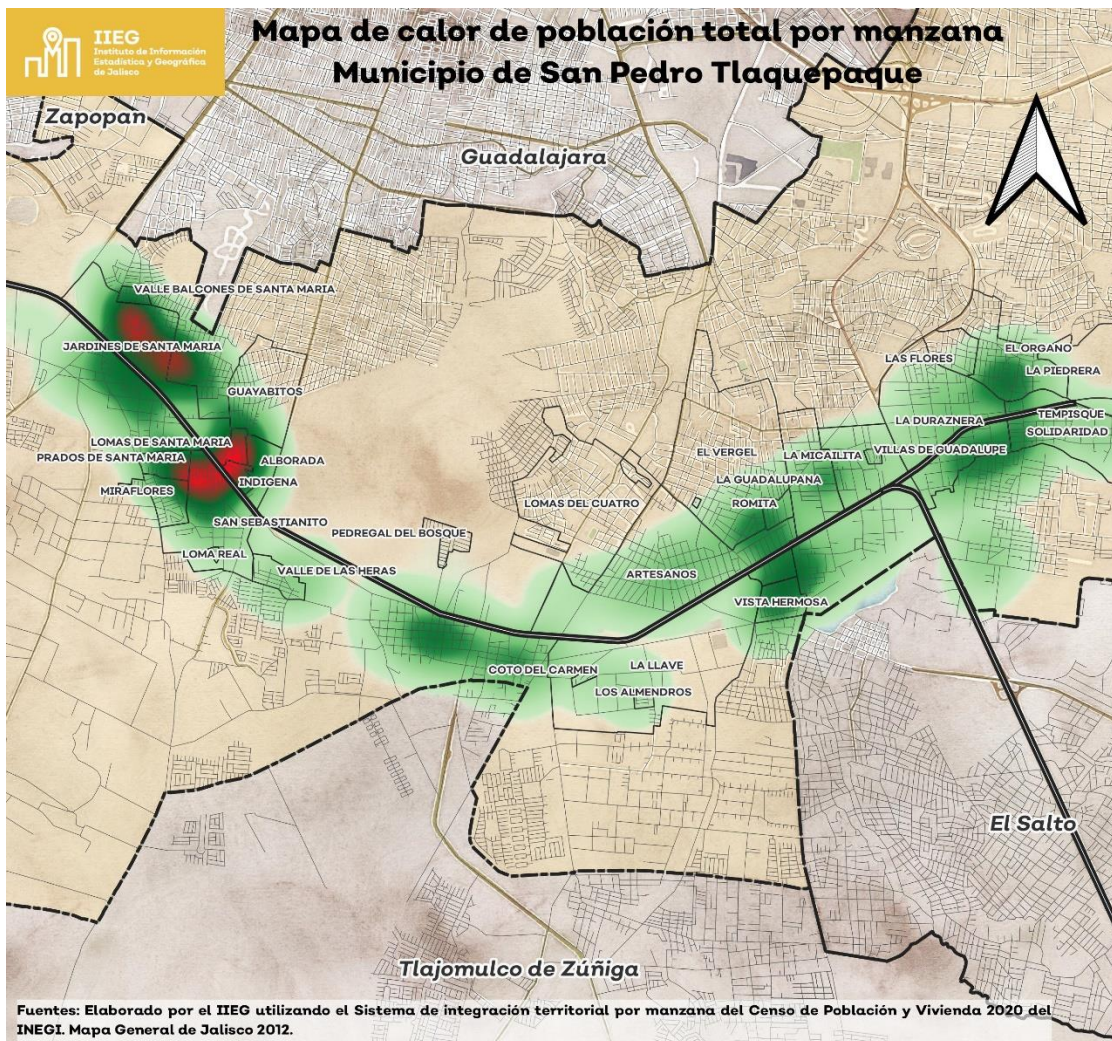 IIEG
Instituto de Información
Estadística y Geográfica
de Jalisco
Mapa de calor de población total por manzana
Municipio de San Pedro Tlaquepaque
Zapopan
Guadalajara
VALLE BALCONES DE SANTA MARIA
JARDINES DE SANTA MARIA
GUAYABITOS
LOMAS DE SANTA MARIA
PRADOS DE SANTA MARIA
ALBORADA
MIRAFLORES
INDIGENA
SAN SEBASTIANITO
PEDREGAL DEL BOSQUE
LOMA REAL
VALLE DE LAS HERAS
LAS FLORES
EL ORGANO
LA PIEDRERA
LA DURAZNERA
TEMPISQUE
SOLIDARIDAD
EL VERGEL
LA MICAILITA
VILLAS DE GUADALUPE
LA GUADALUPANA
LOMAS DEL CUATRO
ROMITA
ARTESANOS
VISTA HERMOSA
COTO DEL CARMEN
LA LLAVE
LOS ALMENDROS
El Salto
Tlajomulco de Zúñiga
Fuentes: Elaborado por el IIEG utilizando el Sistema de integración territorial por manzana del Censo de Población y Vivienda 2020 del
INEGI. Mapa General de Jalisco 2012.